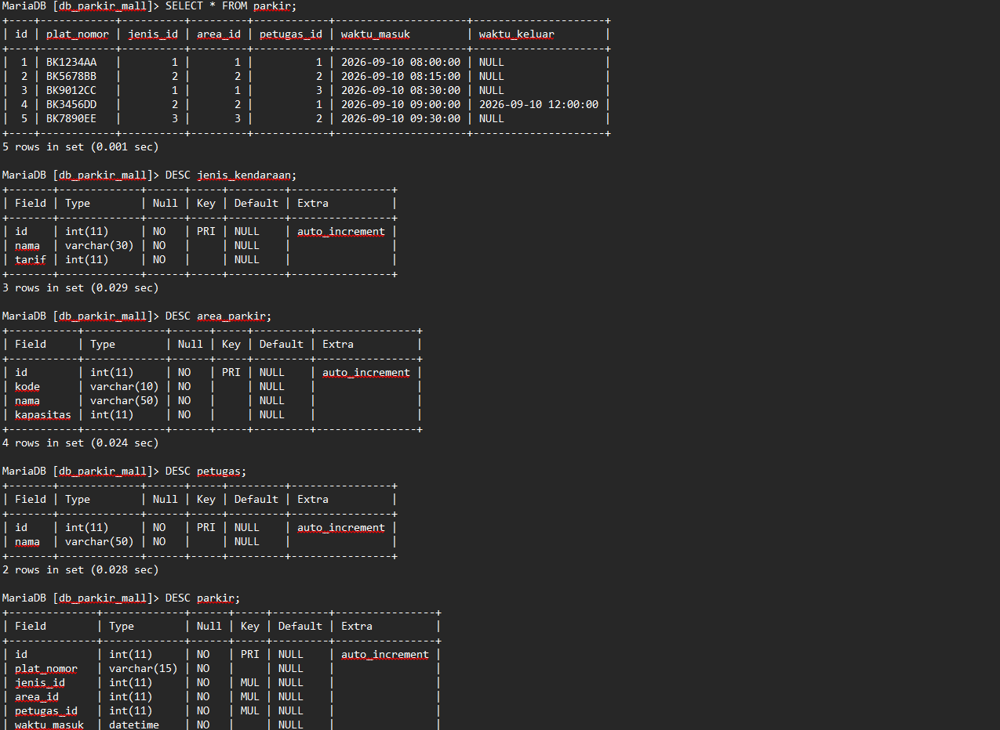 MariaDB [db_parkir_mall]> SELECT * FROM parkir;
+----+------------+----------+---------+------------+---------------------+---------------------+
| id | plat_nomor | jenis_id | area_id | petugas_id | waktu_masuk         | waktu_keluar        |
+----+------------+----------+---------+------------+---------------------+---------------------+
|  1 | BK1234AA   |        1 |       1 |          1 | 2026-09-10 08:00:00 | NULL                |
|  2 | BK5678BB   |        2 |       2 |          2 | 2026-09-10 08:15:00 | NULL                |
|  3 | BK9012CC   |        1 |       1 |          3 | 2026-09-10 08:30:00 | NULL                |
|  4 | BK3456DD   |        2 |       2 |          1 | 2026-09-10 09:00:00 | 2026-09-10 12:00:00 |
|  5 | BK7890EE   |        3 |       3 |          2 | 2026-09-10 09:30:00 | NULL                |
+----+------------+----------+---------+------------+---------------------+---------------------+
5 rows in set (0.001 sec)

MariaDB [db_parkir_mall]> DESC jenis_kendaraan;
+-------+-------------+------+-----+---------+----------------+
| Field | Type        | Null | Key | Default | Extra          |
+-------+-------------+------+-----+---------+----------------+
| id    | int(11)     | NO   | PRI | NULL    | auto_increment |
| nama  | varchar(30) | NO   |     | NULL    |                |
| tarif | int(11)     | NO   |     | NULL    |                |
+-------+-------------+------+-----+---------+----------------+
3 rows in set (0.029 sec)

MariaDB [db_parkir_mall]> DESC area_parkir;
+-----------+-------------+------+-----+---------+----------------+
| Field     | Type        | Null | Key | Default | Extra          |
+-----------+-------------+------+-----+---------+----------------+
| id        | int(11)     | NO   | PRI | NULL    | auto_increment |
| kode      | varchar(10) | NO   |     | NULL    |                |
| nama      | varchar(50) | NO   |     | NULL    |                |
| kapasitas | int(11)     | NO   |     | NULL    |                |
+-----------+-------------+------+-----+---------+----------------+
4 rows in set (0.024 sec)

MariaDB [db_parkir_mall]> DESC petugas;
+-------+-------------+------+-----+---------+----------------+
| Field | Type        | Null | Key | Default | Extra          |
+-------+-------------+------+-----+---------+----------------+
| id    | int(11)     | NO   | PRI | NULL    | auto_increment |
| nama  | varchar(50) | NO   |     | NULL    |                |
+-------+-------------+------+-----+---------+----------------+
2 rows in set (0.028 sec)

MariaDB [db_parkir_mall]> DESC parkir;
+--------------+-------------+------+-----+---------+----------------+
| Field        | Type        | Null | Key | Default | Extra          |
+--------------+-------------+------+-----+---------+----------------+
| id           | int(11)     | NO   | PRI | NULL    | auto_increment |
| plat_nomor   | varchar(15) | NO   |     | NULL    |                |
| jenis_id     | int(11)     | NO   | MUL | NULL    |                |
| area_id      | int(11)     | NO   | MUL | NULL    |                |
| petugas_id   | int(11)     | NO   | MUL | NULL    |                |
| waktu_masuk  | datetime    | NO   |     | NULL    |                |